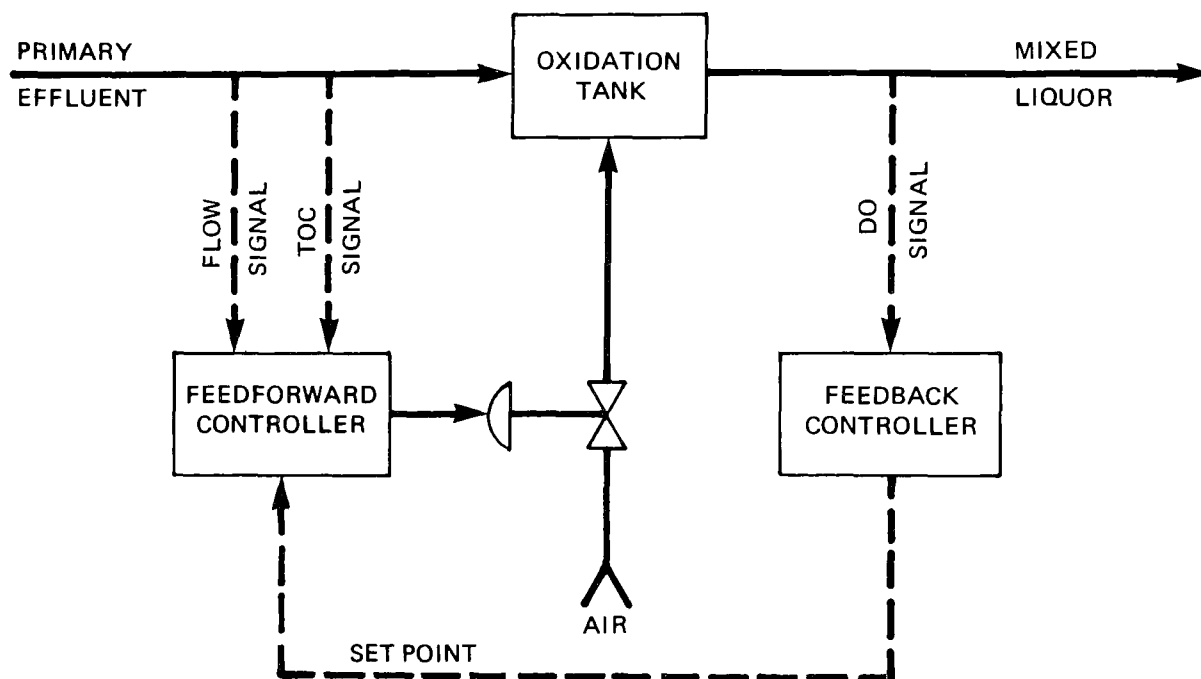 PRIMARY
EFFLUENT
OXIDATION
TANK
MIXED
LIQUOR
FLOW
SIGNAL
TOC
SIGNAL
DO
SIGNAL
FEEDFORWARD
CONTROLLER
FEEDBACK
CONTROLLER
AIR
SET POINT